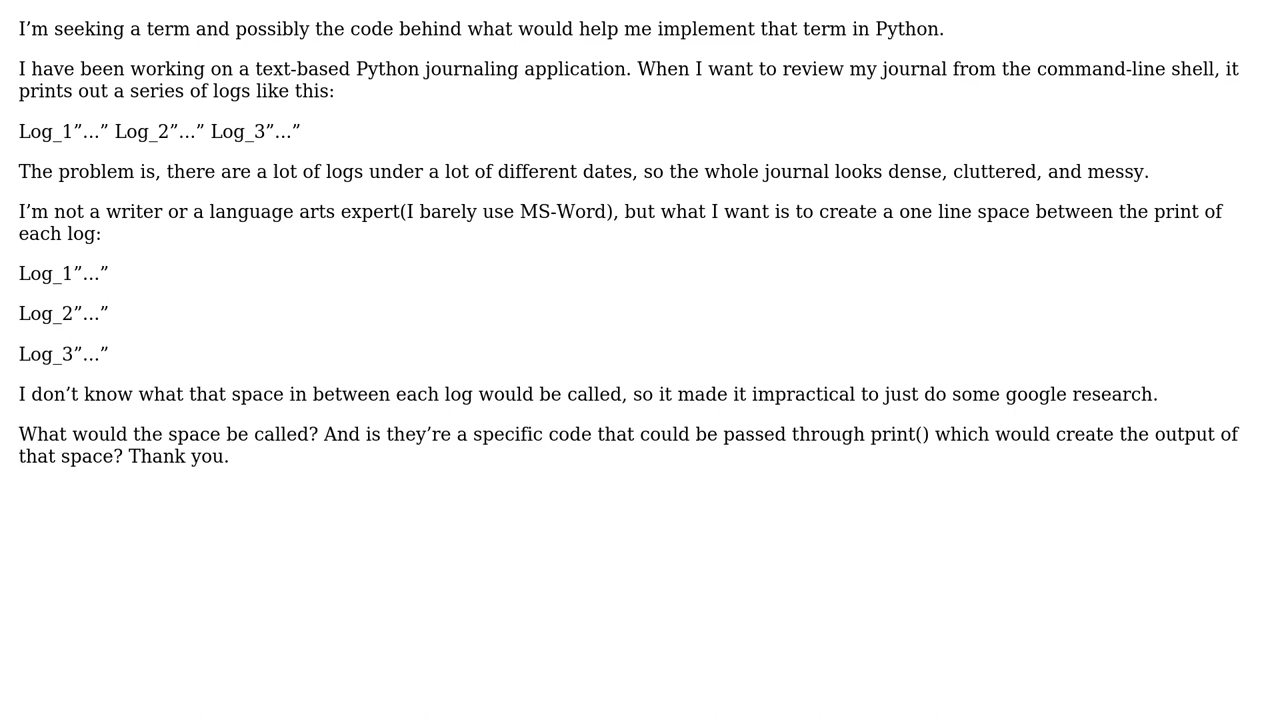 I’m seeking a term and possibly the code behind what would help me implement that term in Python.
I have been working on a text-based Python journaling application. When I want to review my journal from the command-line shell, it
prints out a series of logs like this:
Log_1”...” Log_2”...” Log_3”...”
The problem is, there are a lot of logs under a lot of different dates, so the whole journal looks dense, cluttered, and messy.
I’m not a writer or a language arts expert(I barely use MS-Word), but what I want is to create a one line space between the print of
each log:
Log_1”...”
Log_2”...”
Log_3”...”
I don’t know what that space in between each log would be called, so it made it impractical to just do some google research.
What would the space be called? And is they’re a specific code that could be passed through print() which would create the output of
that space? Thank you.